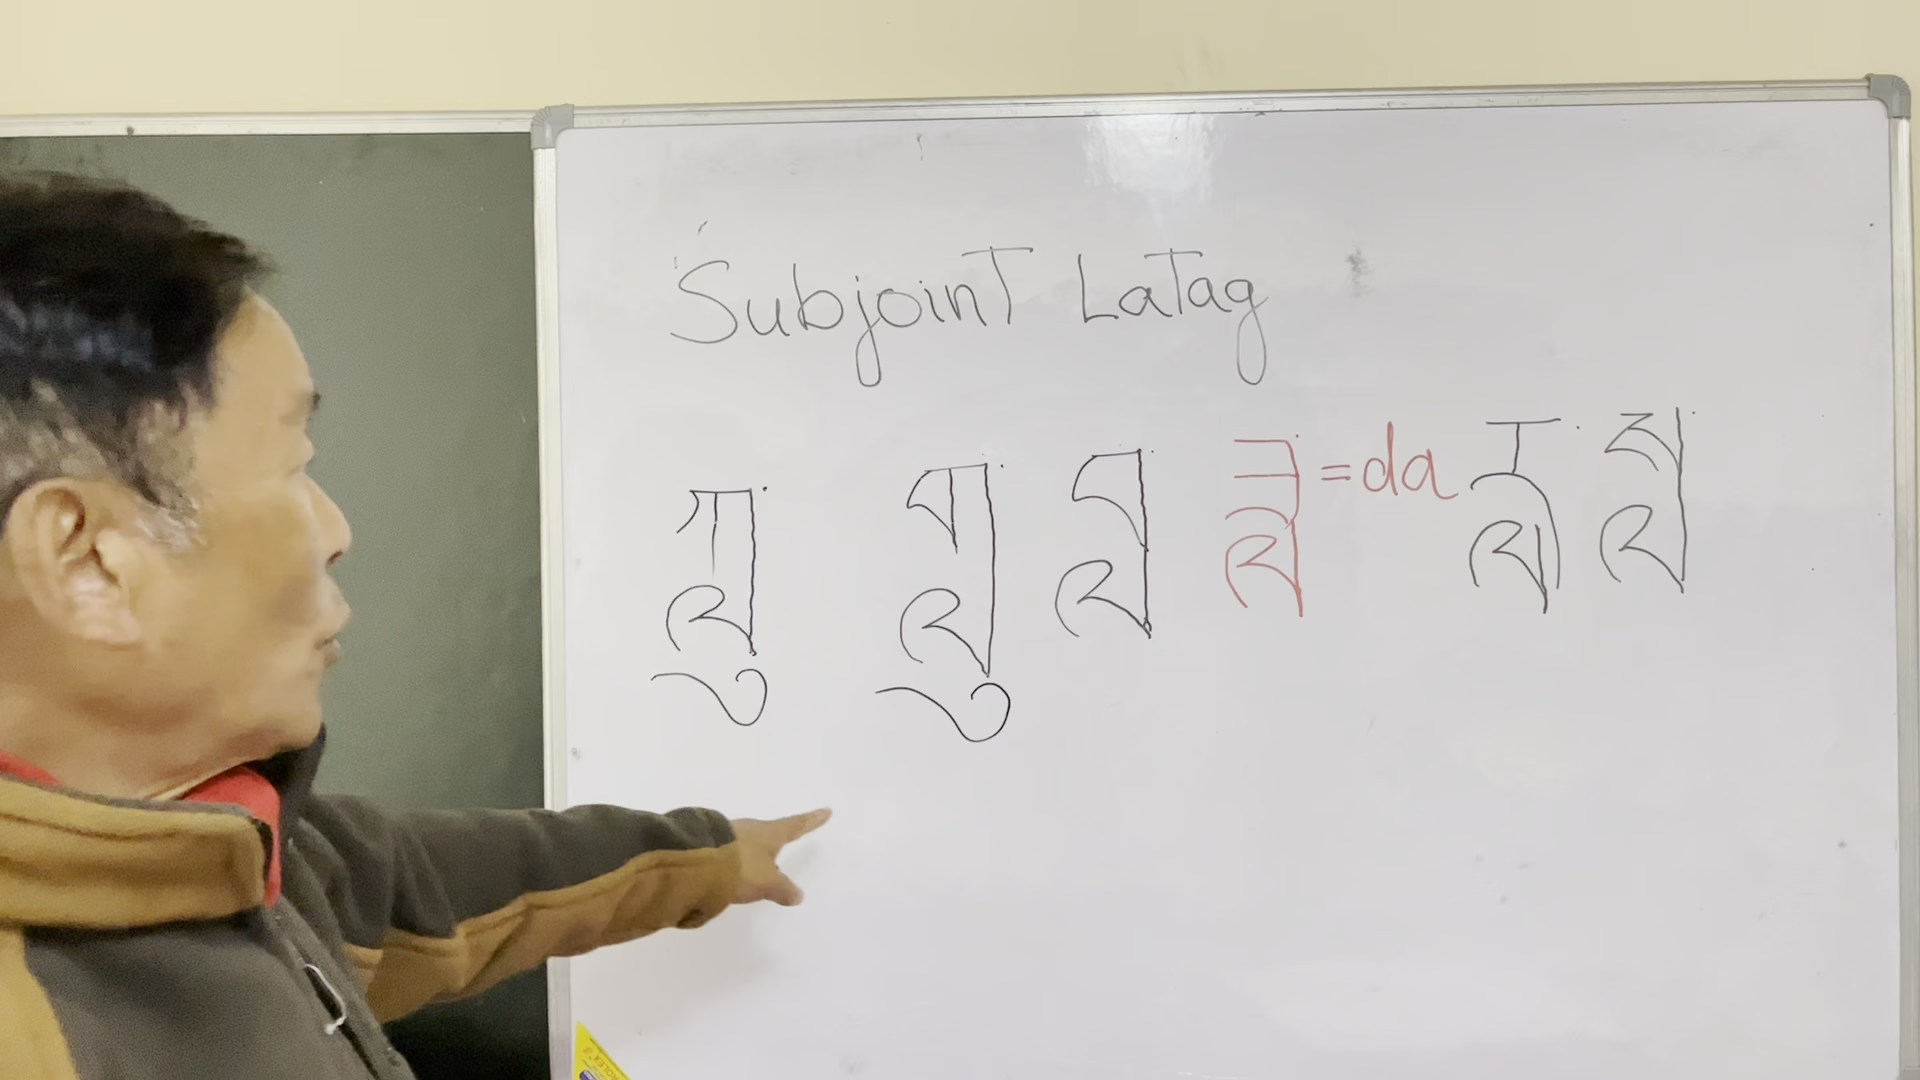 Subjoint Latag
ཀླུ་ གླུ་ བླ་ ཟླ་ = da རླ་ སླ་